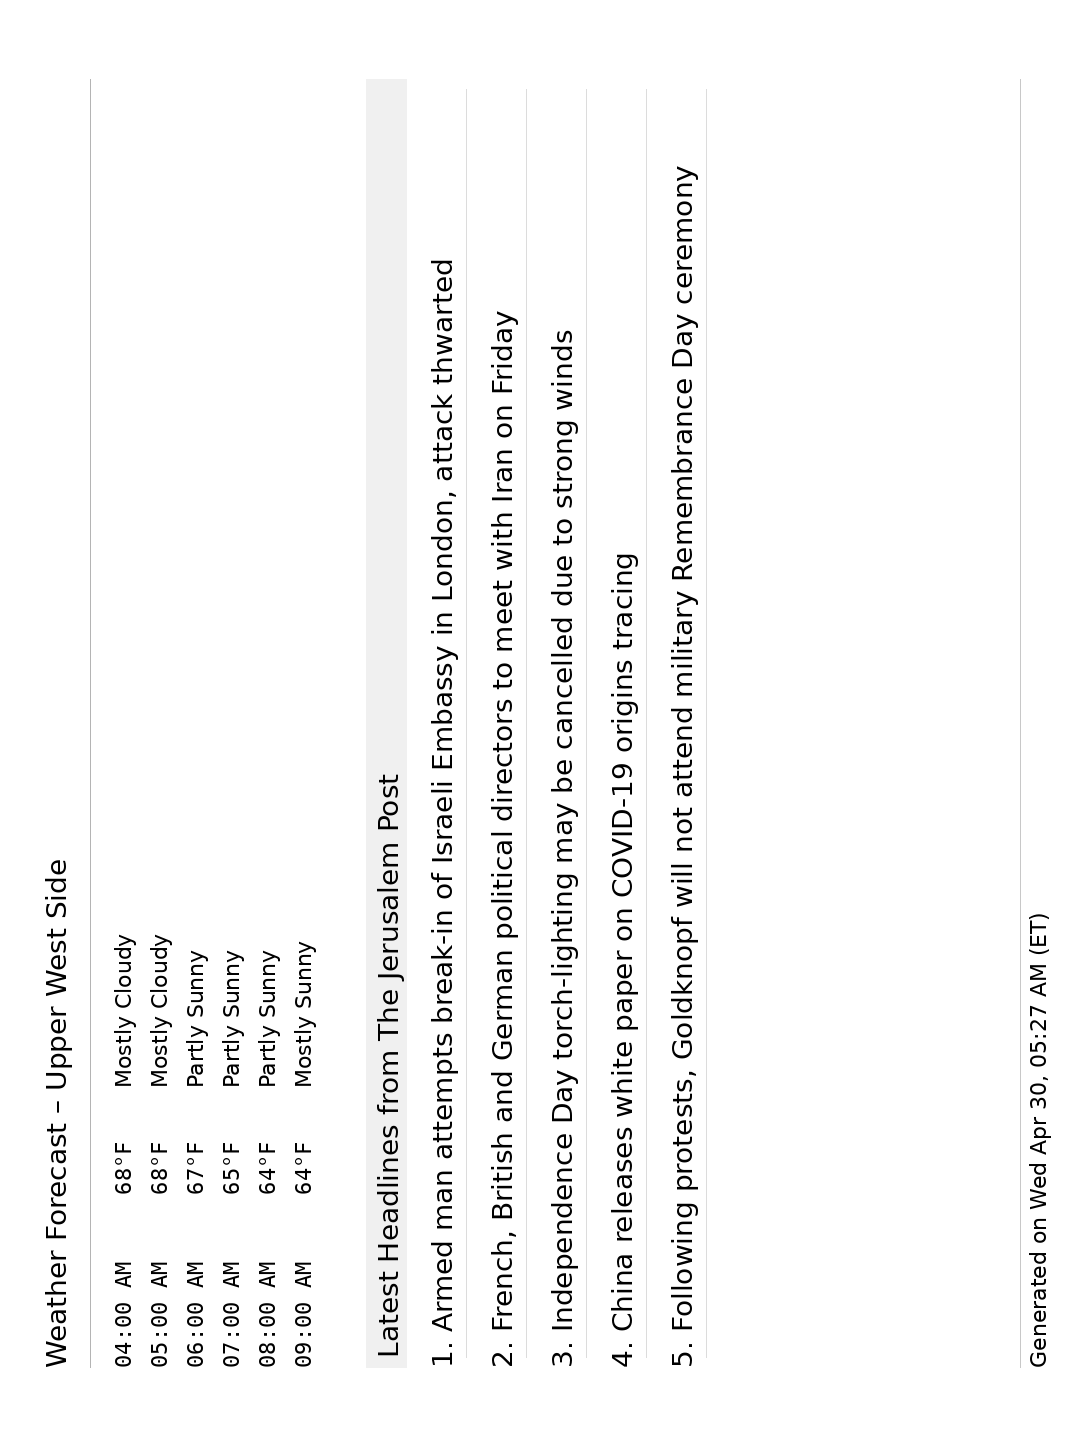 Weather Forecast – Upper West Side
04:00 AM 68°F Mostly Cloudy
05:00 AM 68°F Mostly Cloudy
06:00 AM 67°F Partly Sunny
07:00 AM 65°F Partly Sunny
08:00 AM 64°F Partly Sunny
09:00 AM 64°F Mostly Sunny
Latest Headlines from The Jerusalem Post
1. Armed man attempts break-in of Israeli Embassy in London, attack thwarted
2. French, British and German political directors to meet with Iran on Friday
3. Independence Day torch-lighting may be cancelled due to strong winds
4. China releases white paper on COVID-19 origins tracing
5. Following protests, Goldknopf will not attend military Remembrance Day ceremony
Generated on Wed Apr 30, 05:27 AM (ET)